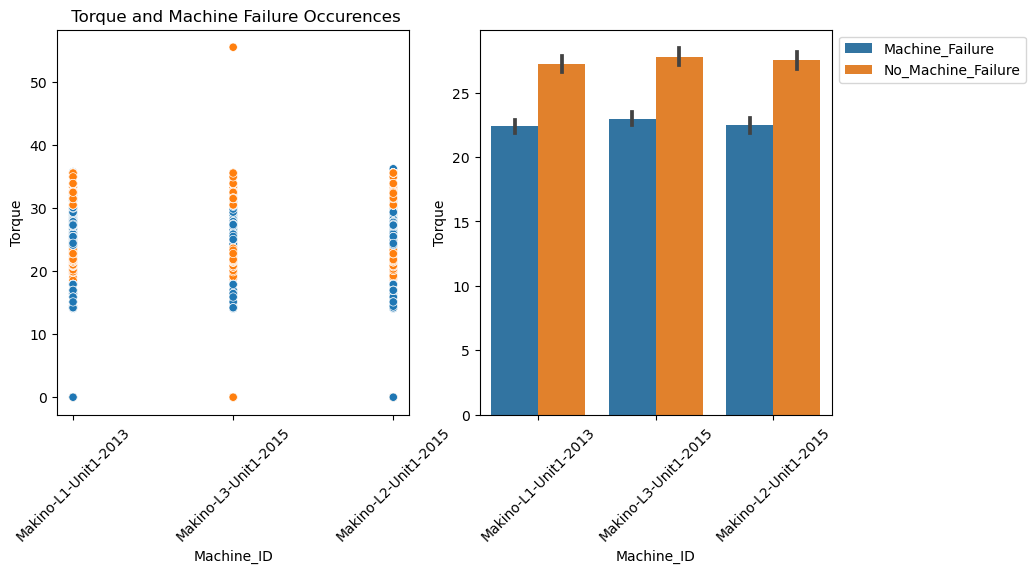 Torque and Machine Failure Occurences
Torque
50
40
30
20
10
0
Makino-L1-Unit1-2013
Makino-L3-Unit1-2015
Makino-L2-Unit1-2015
Machine_ID
Torque
25
20
15
10
5
0
Makino-L1-Unit1-2013
Makino-L3-Unit1-2015
Makino-L2-Unit1-2015
Machine_ID
Machine_Failure
No_Machine_Failure